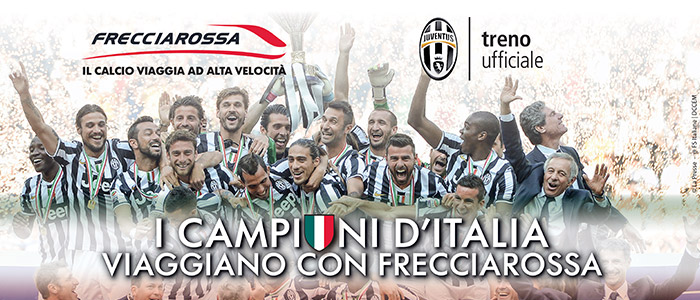 FRECCIAROSSA
IL CALCIO VIAGGIA AD ALTA VELOCITÀ
JUVENTUS
treno
ufficiale
I CAMPIONI D'ITALIA
VIAGGIANO CON FRECCIAROSSA